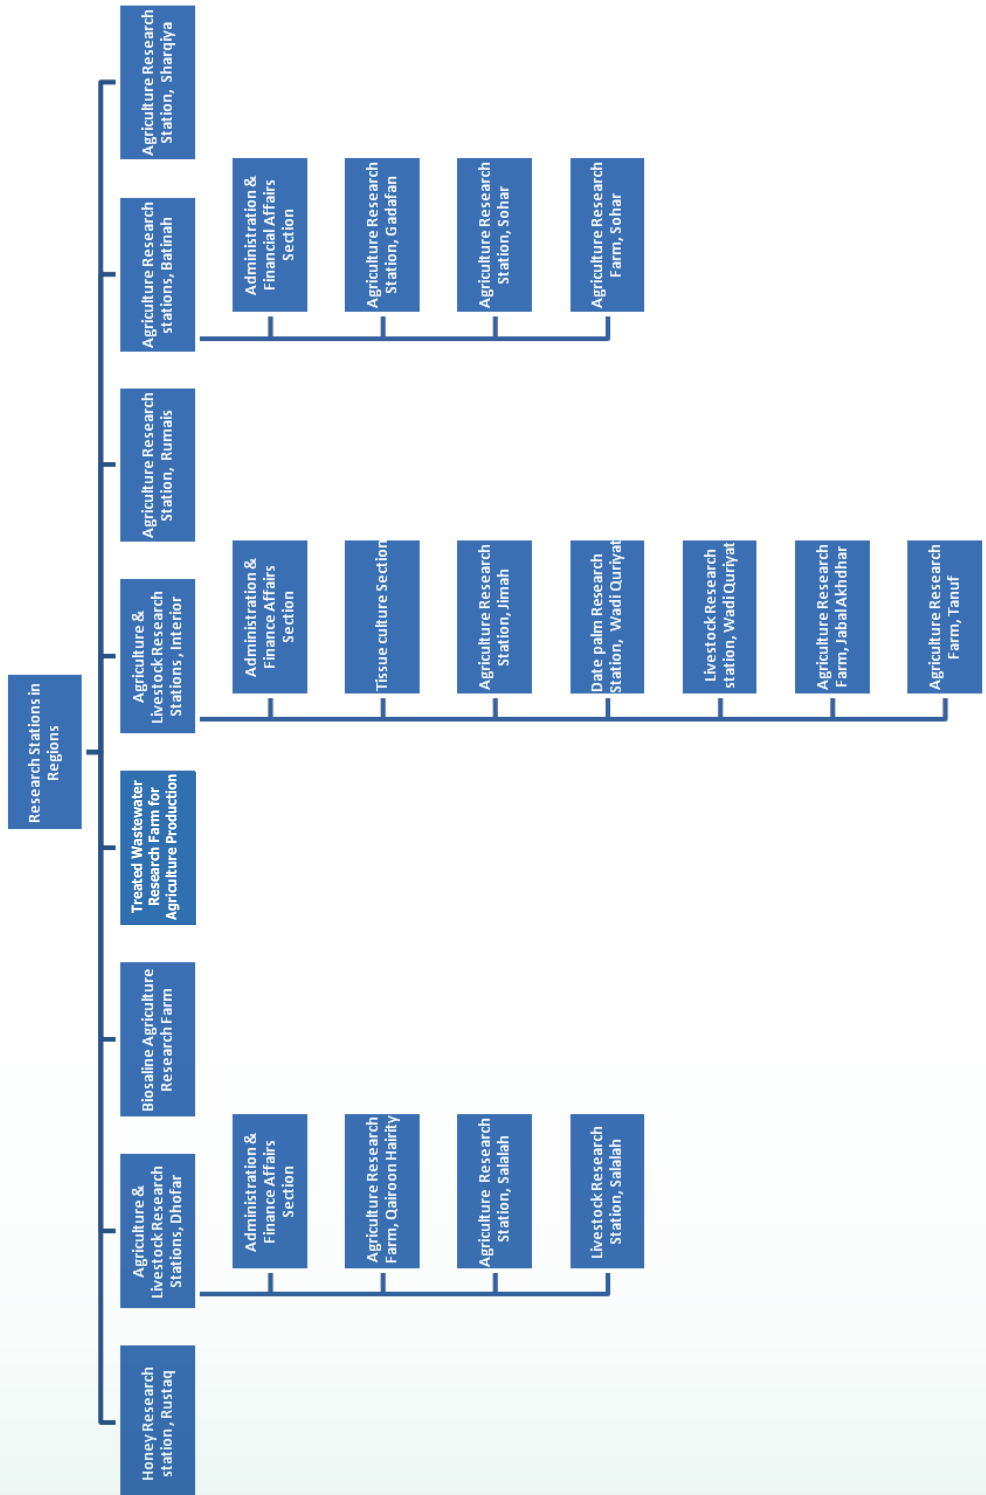 Research Stations in
Regions
Honey Research
station , Rustaq
Agriculture &
Livestock Research
Stations, Dhofar
Administration &
Finance Affairs
Section
Agriculture Research
Farm, Qairoon Hairity
Agriculture Research
Station, Salalah
Livestock Research
Station, Salalah
Biosaline Agriculture
Research Farm
Treated Wastewater
Research Farm for
Agriculture Production
Agriculture &
Livestock Research
Stations , Interior
Administration &
Finance Affairs
Section
Tissue culture Section
Agriculture Research
Station, Jimah
Date palm Research
Station, Wadi Quriyat
Livestock Research
station, Wadi Quriyat
Agriculture Research
Farm, Jabal Akhdhar
Agriculture Research
Farm, Tanuf
Agriculture Research
Station, Rumais
Agriculture Research
stations, Batinah
Administration &
Financial Affairs
Section
Agriculture Research
Station, Gadafan
Agriculture Research
Station, Sohar
Agriculture Research
Farm, Sohar
Agriculture Research
Station, Sharqiya